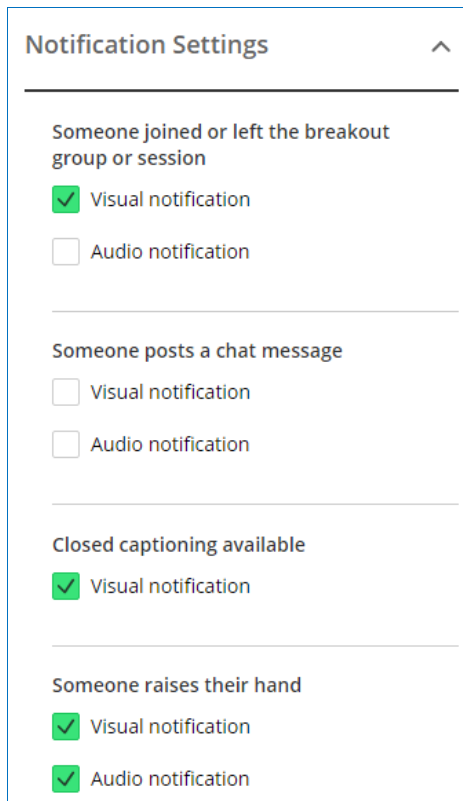 Notification Settings
Someone joined or left the breakout
group or session
Visual notification
Audio notification
Someone posts a chat message
Visual notification
Audio notification
Closed captioning available
Visual notification
Someone raises their hand
Visual notification
Audio notification